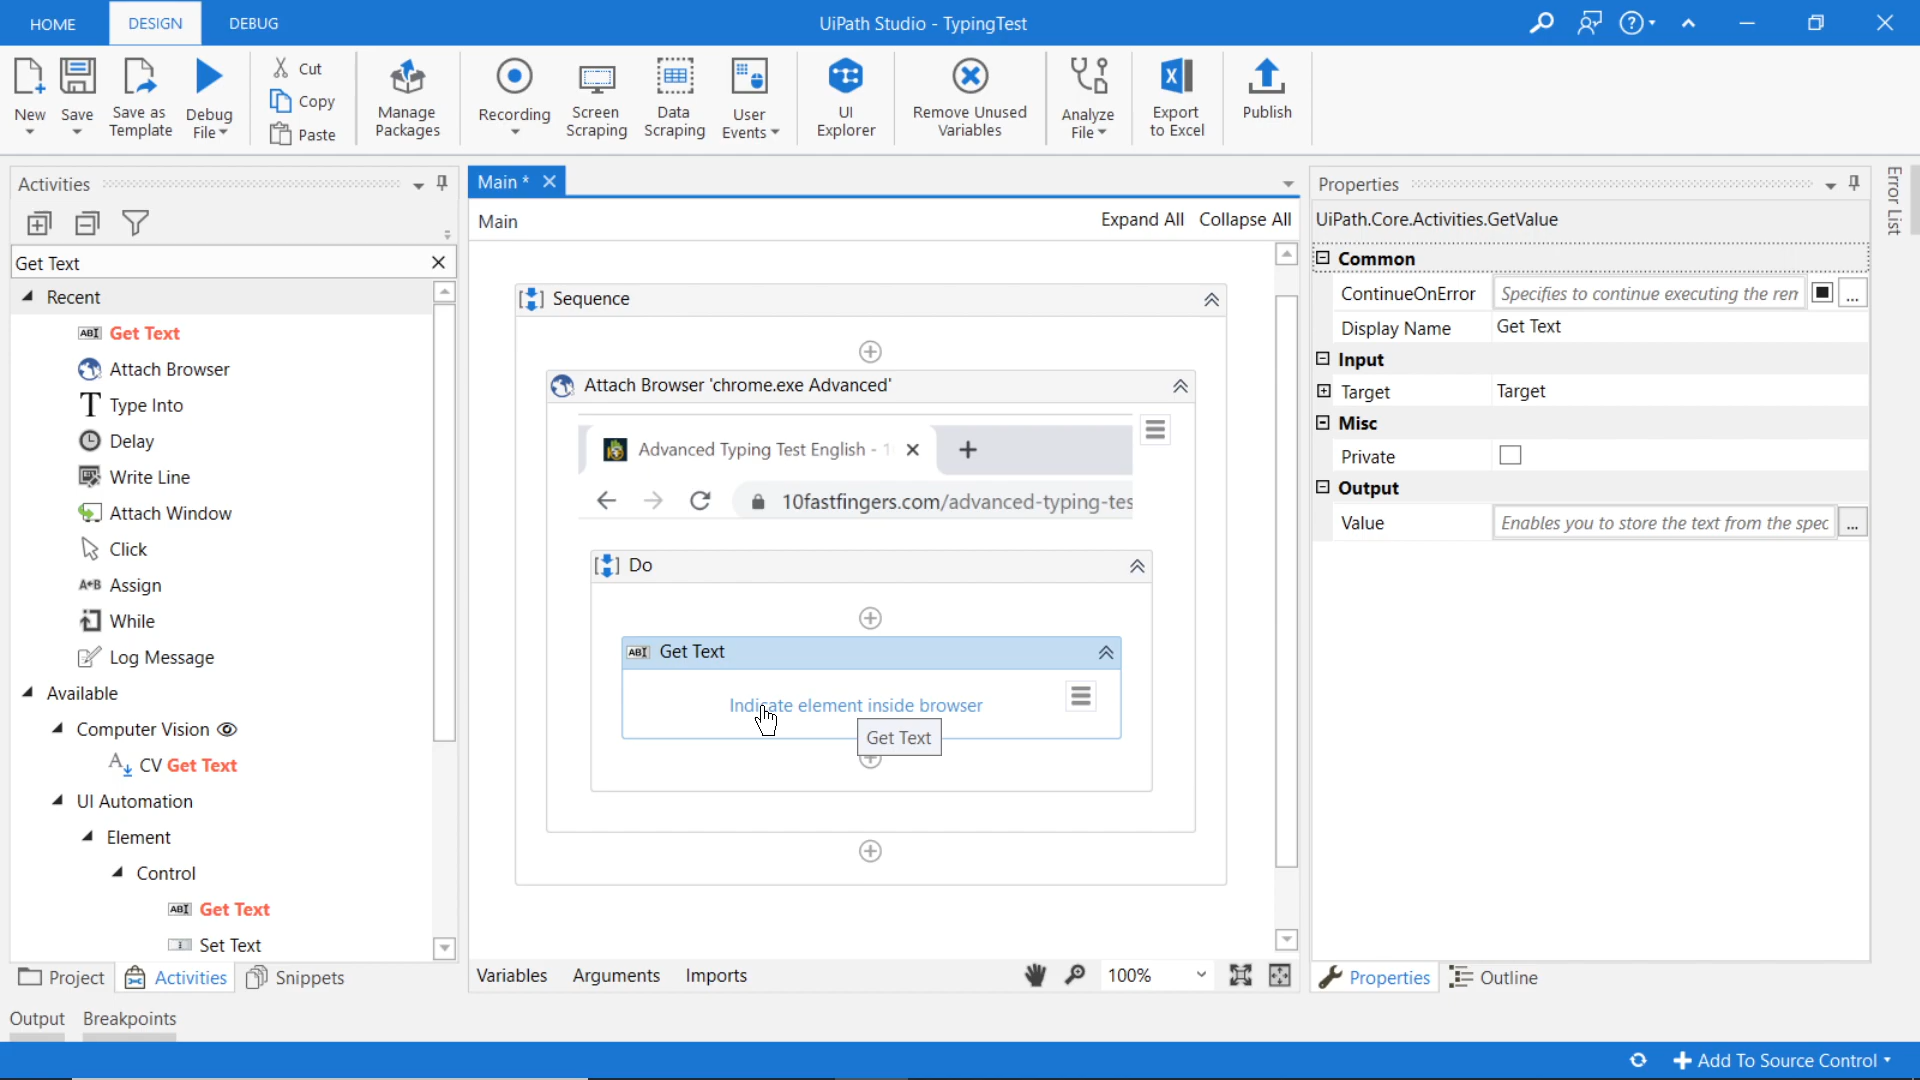 HOME
DESIGN
DEBUG
UiPath Studio - TypingTest
New
Save
Save as
Template
Debug
File
Cut
Copy
Paste
Manage
Packages
Recording
Screen
Scraping
Data
Scraping
User
Events
UI
Explorer
Remove Unused
Variables
Analyze
File
Export
to Excel
Publish
Activities
Get Text
Recent
Get Text
Attach Browser
Type Into
Delay
Write Line
Attach Window
Click
Assign
While
Log Message
Available
Computer Vision
CV Get Text
UI Automation
Element
Control
Get Text
Set Text
Project
Activities
Snippets
Output
Breakpoints
Main *
Main
Expand All
Collapse All
Sequence
Attach Browser 'chrome.exe Advanced'
Advanced Typing Test English - 1
10fastfingers.com/advanced-typing-tes
Do
Get Text
Indicate element inside browser
Get Text
Variables
Arguments
Imports
100%
Properties
UiPath.Core.Activities.GetValue
Common
ContinueOnError
Specifies to continue executing the rem
...
Display Name
Get Text
Input
Target
Target
Misc
Private
Output
Value
Enables you to store the text from the spec
...
Properties
Outline
Error List
Add To Source Control